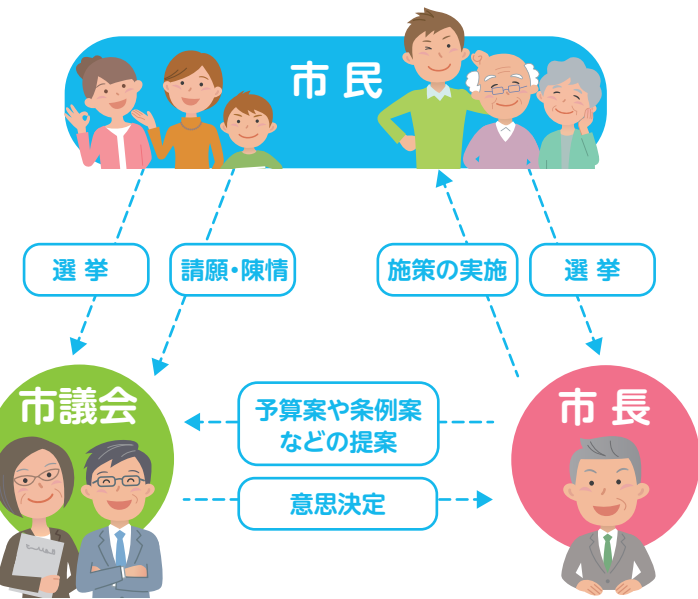 市民
選挙
請願・陳情
施策の実施
選挙
市議会
市長
予算案や条例案
などの提案
意思決定